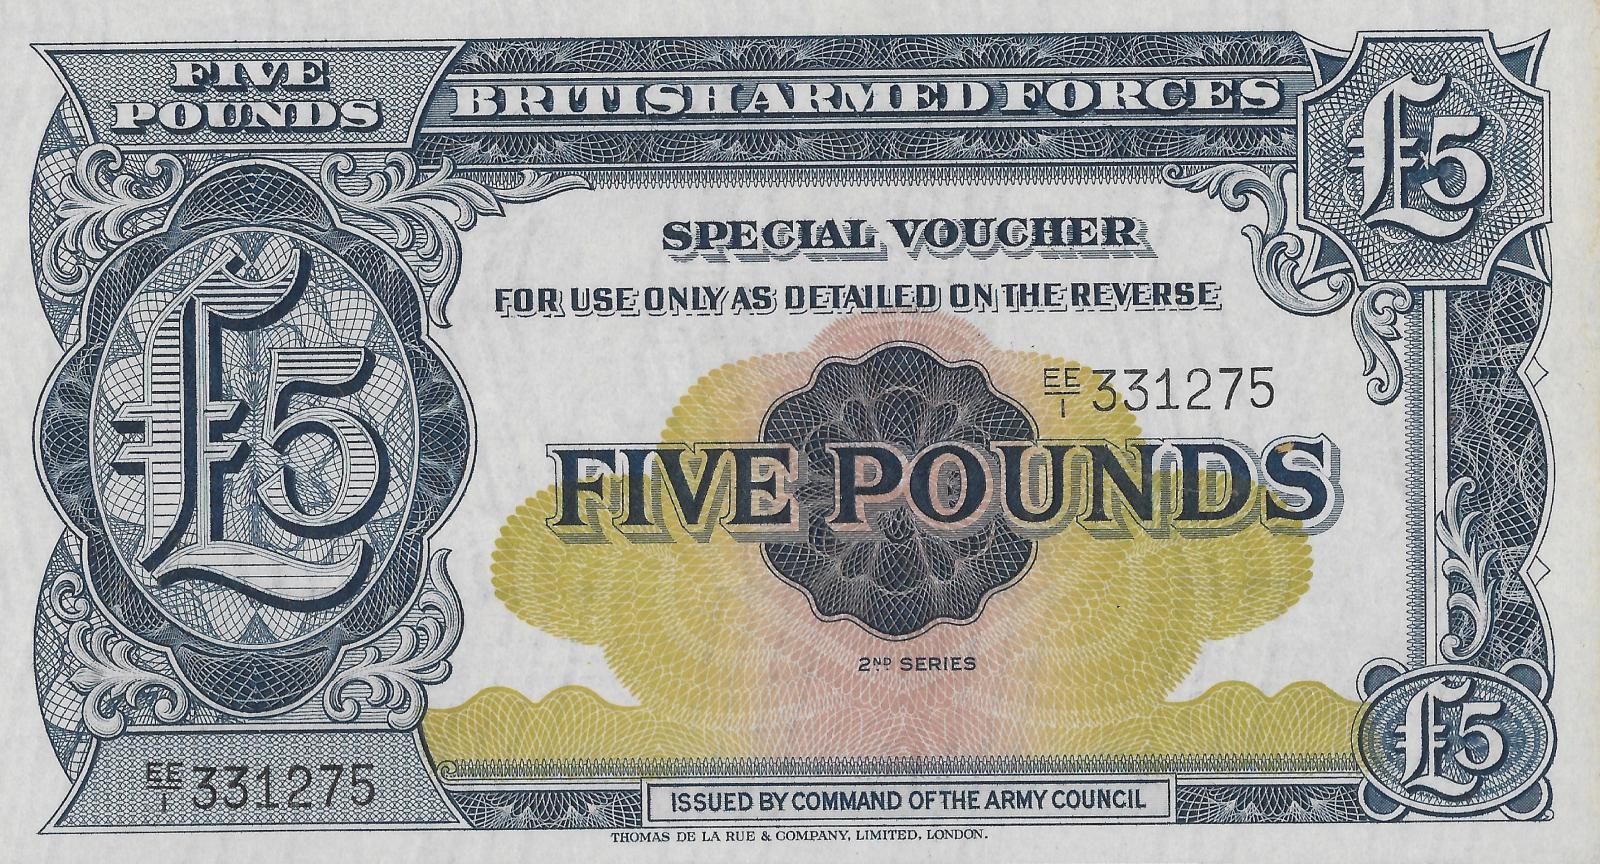 FIVE
POUNDS
BRITISH ARMED FORCES
£5
SPECIAL VOUCHER
FOR USE ONLY AS DETAILED ON THE REVERSE
£5
EE/1 331275
FIVE POUNDS
2ND SERIES
£5
EE/1 331275
ISSUED BY COMMAND OF THE ARMY COUNCIL
THOMAS DE LA RUE & COMPANY, LIMITED, LONDON.